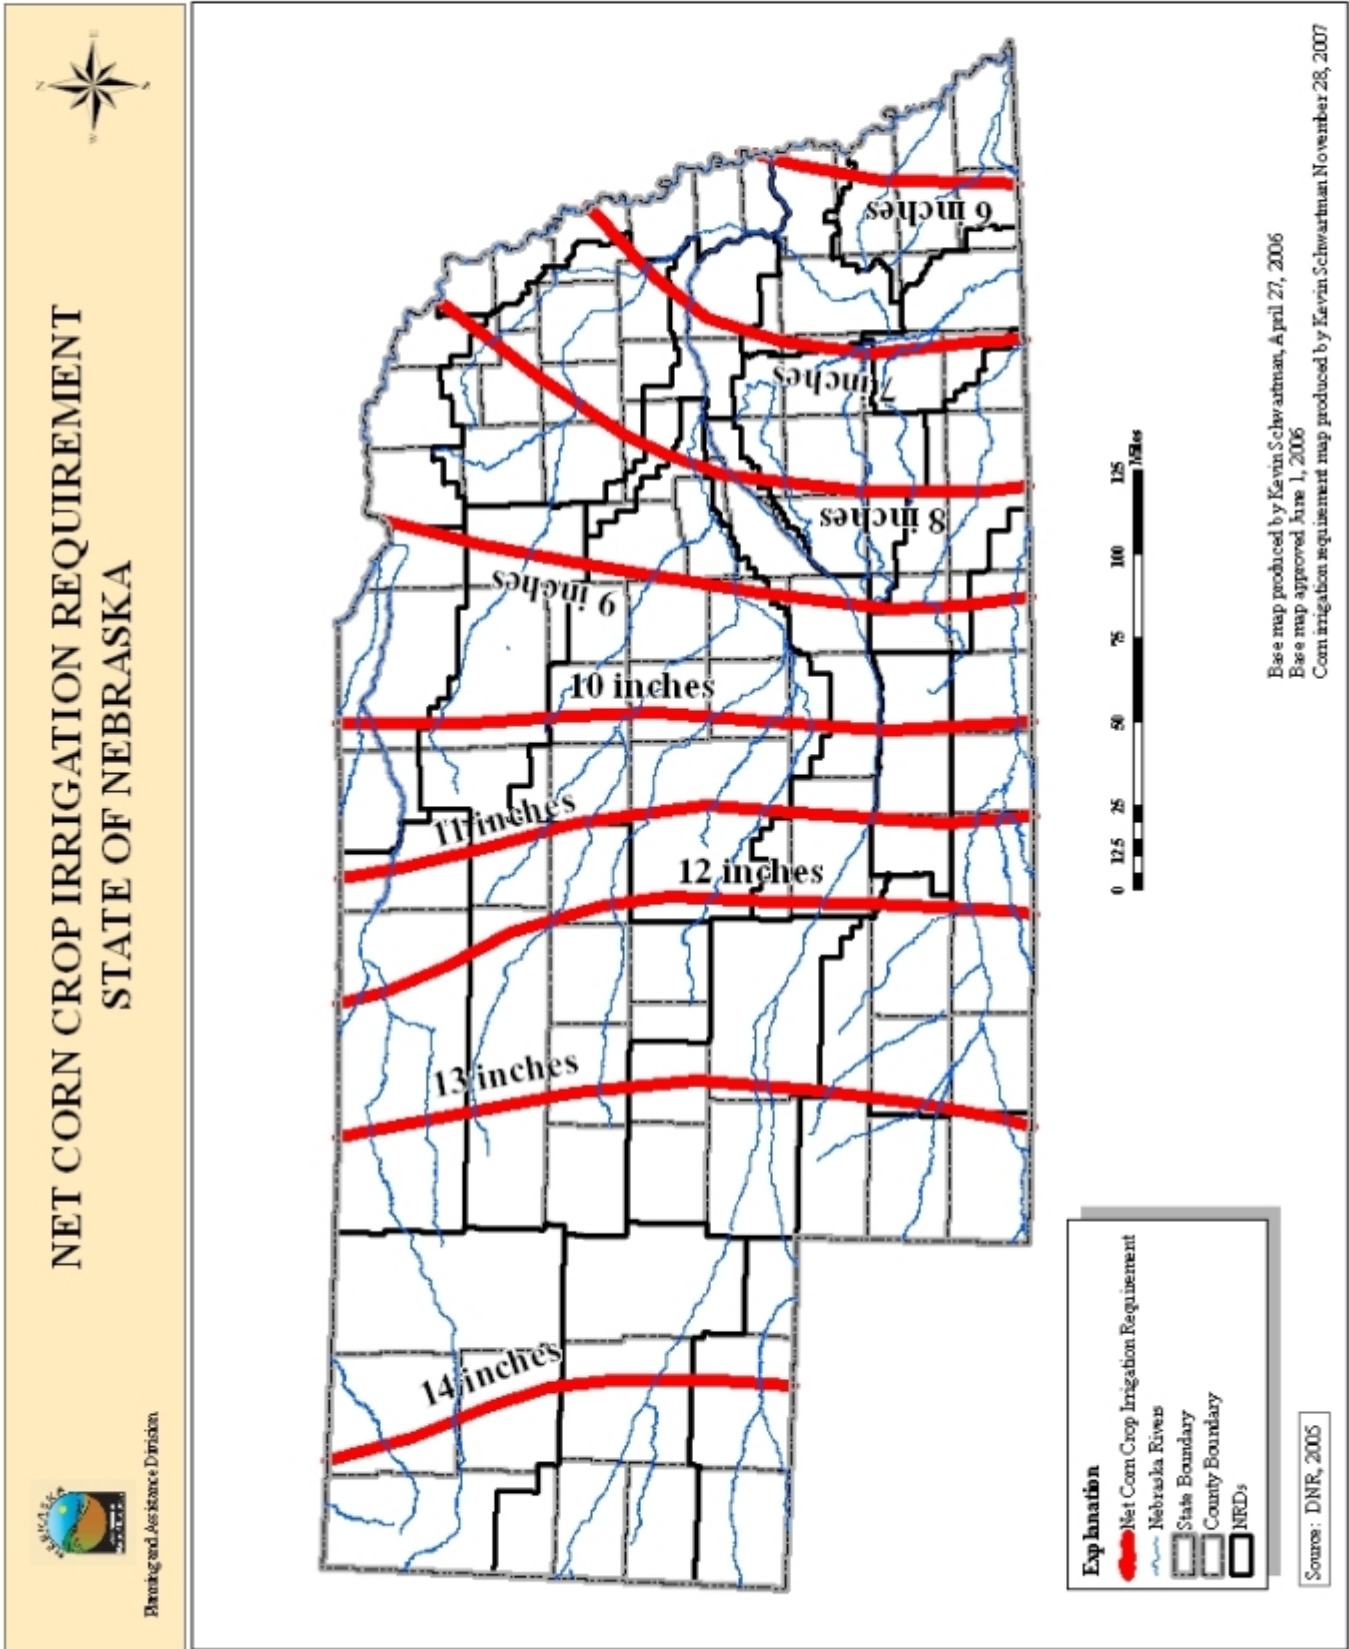 NET CORN CROP IRRIGATION REQUIREMENT
STATE OF NEBRASKA
N
E
S
W
NEBRASKA
Planning and Assistance Division
14 inches
13 inches
12 inches
11 inches
10 inches
9 inches
8 inches
7 inches
6 inches
0 12.5 25 50 75 100 125
Miles
Explanation
Net Corn Crop Irrigation Requirement
Nebraska Rivers
State Boundary
County Boundary
NRDs
Source: DNR, 2005
Base map produced by Kevin Schwartman, April 27, 2006
Base map approved June 1, 2006
Corn irrigation requirement map produced by Kevin Schwartman November 28, 2007